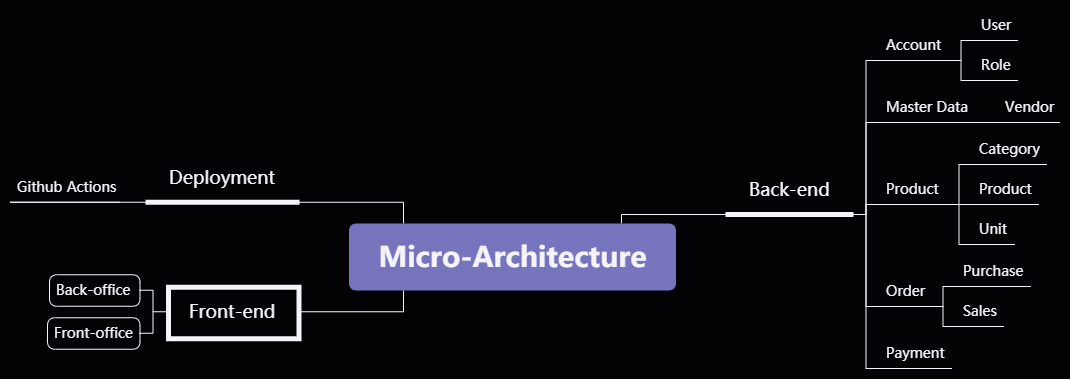 Micro-Architecture
Deployment
Github Actions
Front-end
Back-office
Front-office
Back-end
Account
User
Role
Master Data
Vendor
Product
Category
Product
Unit
Order
Purchase
Sales
Payment